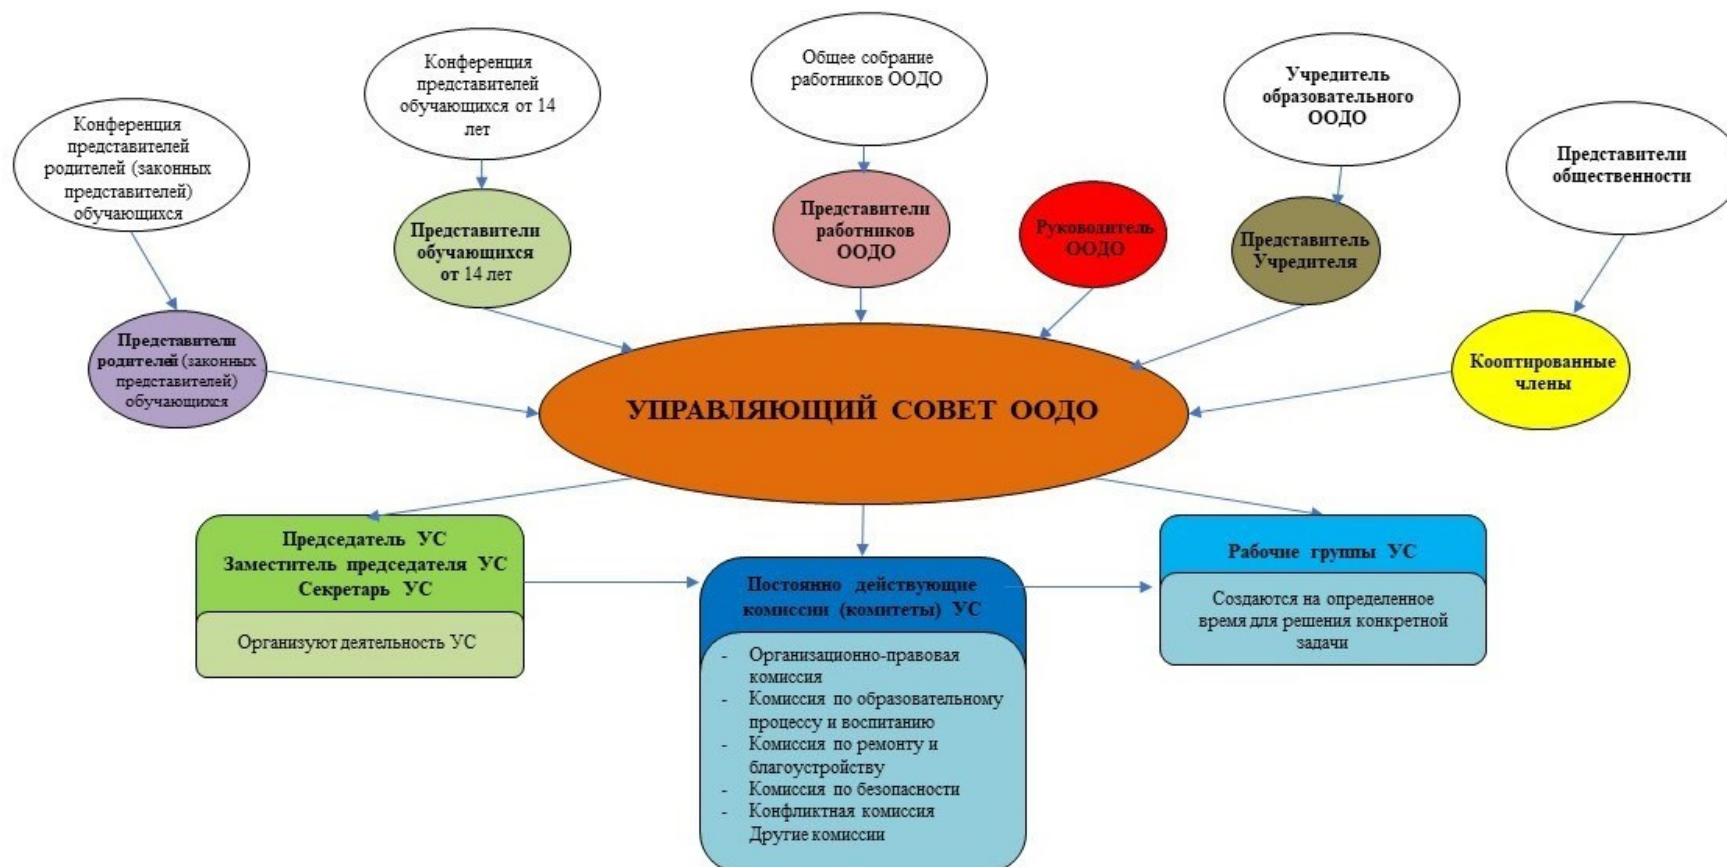 Конференция
представителей
родителей (законных
представителей)
обучающихся
Конференция
представителей
обучающихся от 14
лет
Общее собрание
работников ООДО
Учредитель
образовательного
ООДО
Представители
общественности
Представители
обучающихся
от 14 лет
Представители
работников
ООДО
Руководитель
ООДО
Представитель
Учредителя
Представители
родителей (законных
представителей)
обучающихся
Кооптированные
члены
УПРАВЛЯЮЩИЙ СОВЕТ ООДО
Председатель УС
Заместитель председателя УС
Секретарь УС
Организуют деятельность УС
Постоянно действующие
комиссии (комитеты) УС
- Организационно-правовая
комиссия
- Комиссия по образовательному
процессу и воспитанию
- Комиссия по ремонту и
благоустройству
- Комиссия по безопасности
- Конфликтная комиссия
Другие комиссии
Рабочие группы УС
Создаются на определенное
время для решения конкретной
задачи